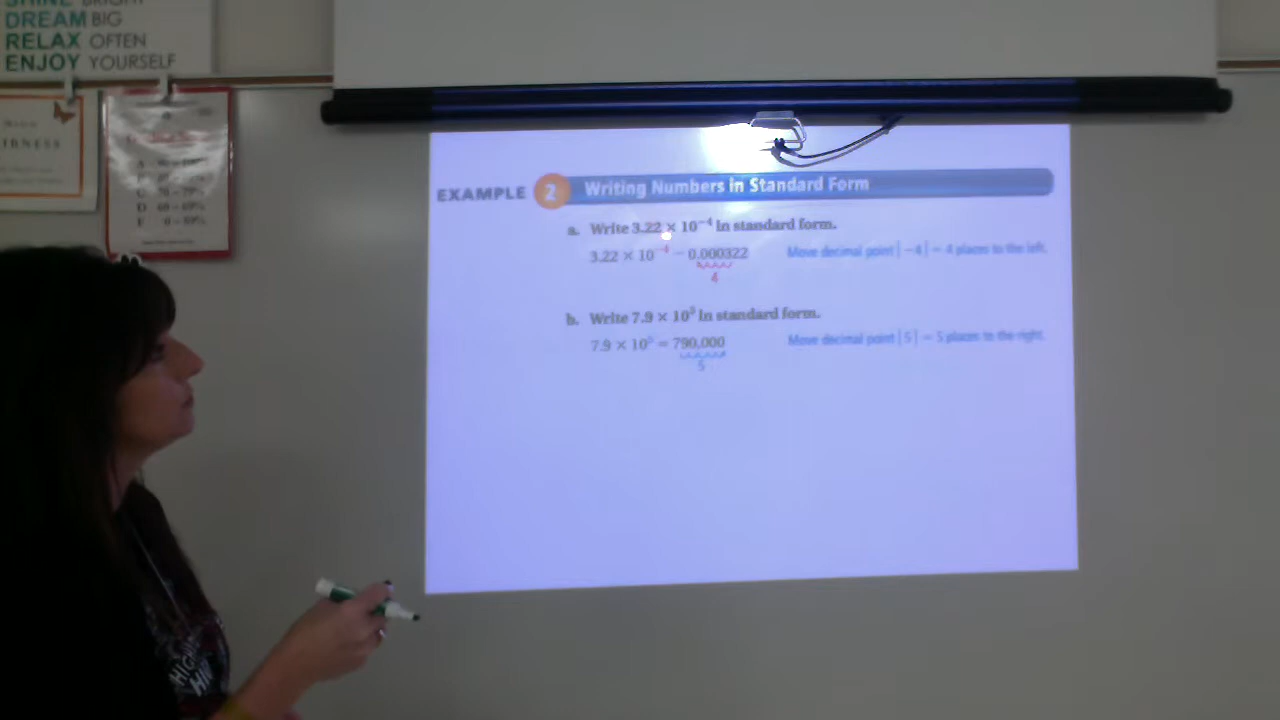 SHINE BRIGHT
DREAM BIG
RELAX OFTEN
ENJOY YOURSELF
EXAMPLE 2 Writing Numbers in Standard Form
a. Write 3.22 × 10⁻⁴ in standard form.
3.22 × 10⁻⁴ = 0.000322 Move decimal point |−4| = 4 places to the left.
4
b. Write 7.9 × 10⁵ in standard form.
7.9 × 10⁵ = 790,000 Move decimal point |5| = 5 places to the right.
5